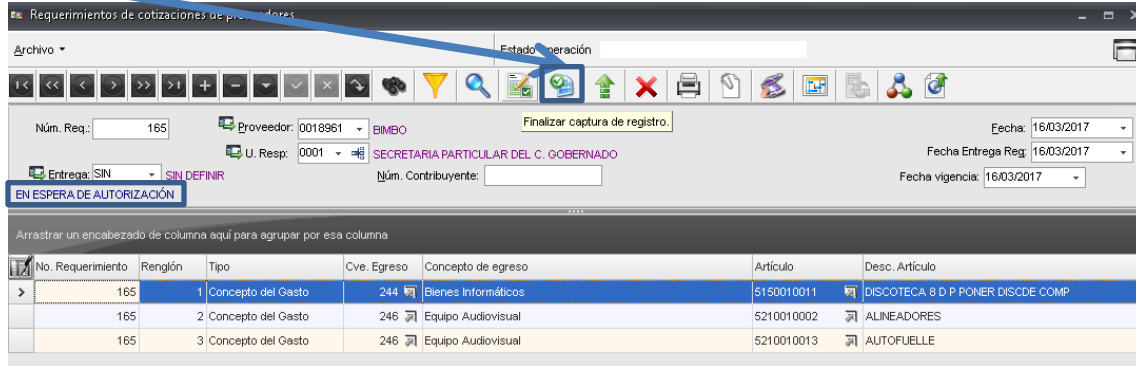 Requerimientos de cotizaciones de proveedores
Archivo
Estado Operación
Finalizar captura de registro.
Núm. Req.: 165 Proveedor: 0018961 BIMBO Fecha: 16/03/2017
U. Resp: 0001 SECRETARIA PARTICULAR DEL C. GOBERNADO Fecha Entrega Req: 16/03/2017
Entrega: SIN SIN DEFINIR Núm. Contribuyente: Fecha vigencia: 16/03/2017
EN ESPERA DE AUTORIZACIÓN
Arrastrar un encabezado de columna aquí para agrupar por esa columna
No. Requerimiento Renglón Tipo Cve. Egreso Concepto de egreso Artículo Desc. Artículo
165 1 Concepto del Gasto 244 Bienes Informáticos 5150010011 DISCOTECA 8 D P PONER DISCDE COMP
165 2 Concepto del Gasto 246 Equipo Audiovisual 5210010002 ALINEADORES
165 3 Concepto del Gasto 246 Equipo Audiovisual 5210010013 AUTOFUELLE